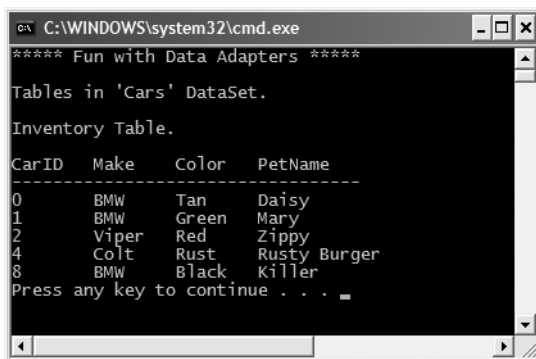 C:\WINDOWS\system32\cmd.exe
***** Fun with Data Adapters *****
Tables in 'Cars' DataSet.
Inventory Table.
CarID Make Color PetName
----------------------------------
0 BMW Tan Daisy
1 BMW Green Mary
2 Viper Red Zippy
4 Colt Rust Rusty Burger
8 BMW Black Killer
Press any key to continue . . . _